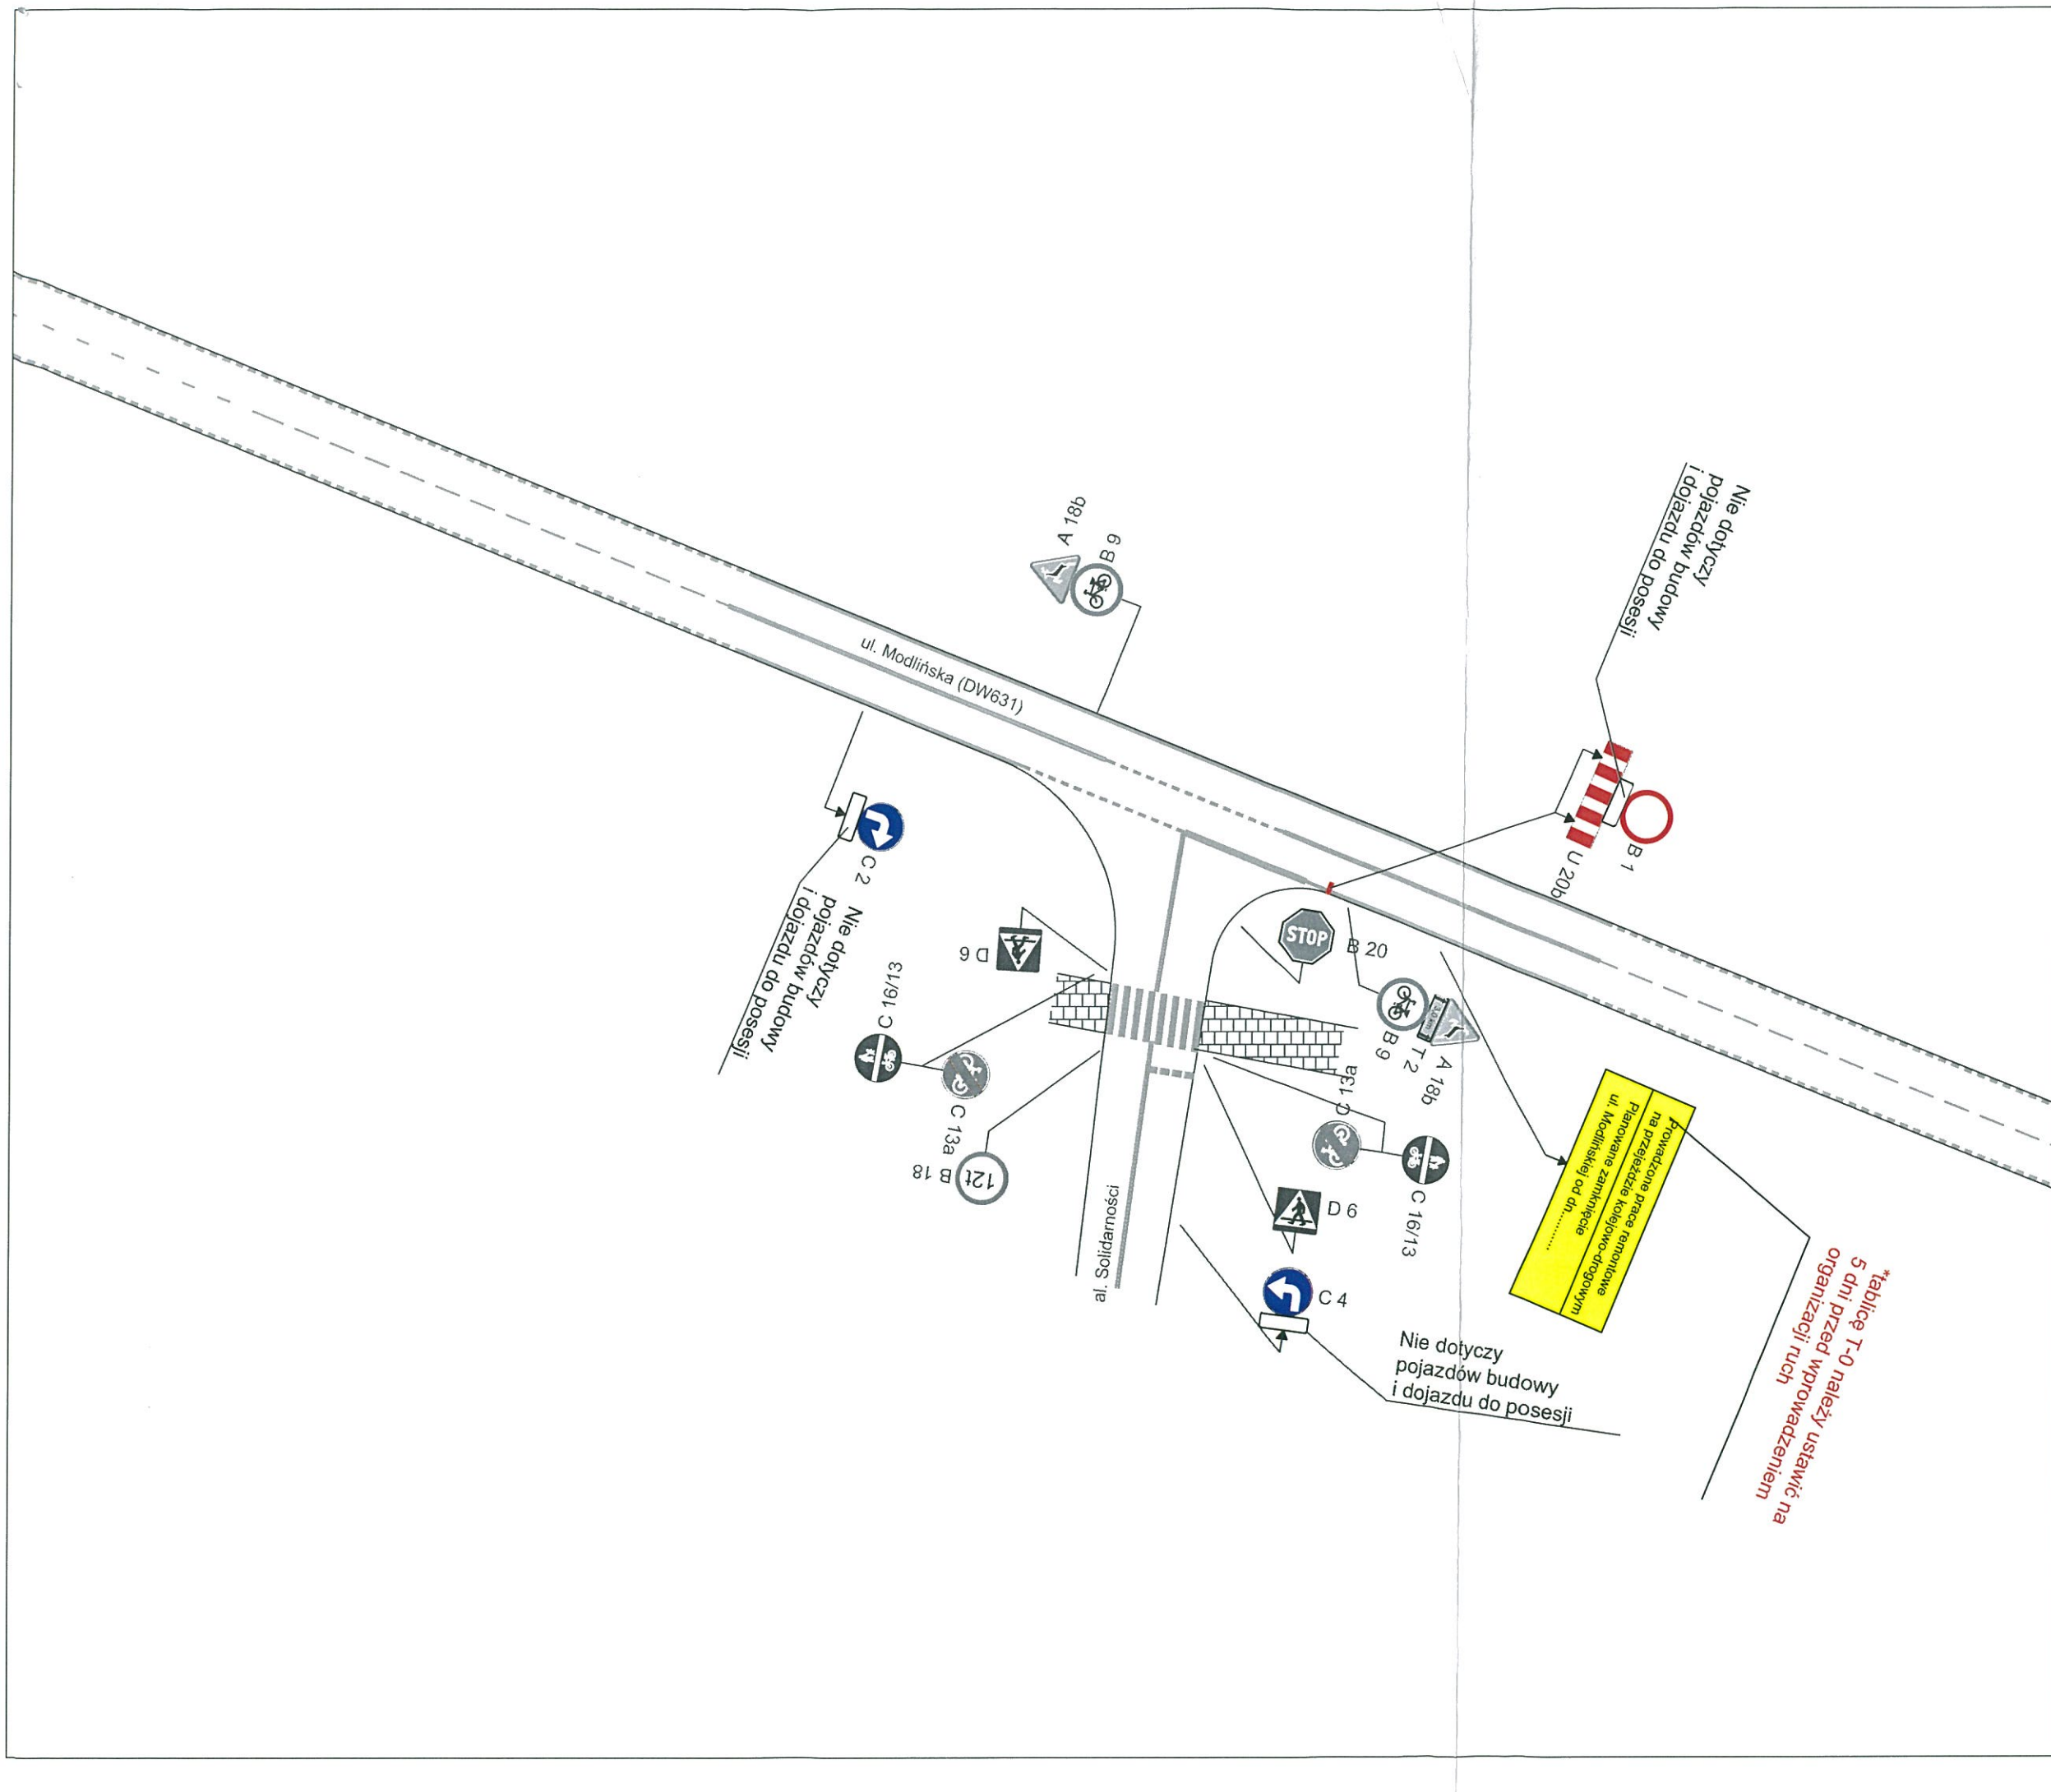 Nie dotyczy
pojazdów budowy
i dojazdu do posesji
A 18b
B 9
ul. Modlińska (DW631)
B 1
U 20b
C 2
Nie dotyczy
pojazdów budowy
i dojazdu do posesji
STOP
B 20
D 6
C 16/13
C 13a
12t
B 18
B 9
T 2
A 18b
C 13a
C 16/13
D 6
C 4
Nie dotyczy
pojazdów budowy
i dojazdu do posesji
al. Solidarności
Prowadzone prace remontowe
na przejeździe kolejowo-drogowym
Planowane zamknięcie
ul. Modlińskiej od dn...........
*tablicę T-0 należy ustawić na
5 dni przed wprowadzeniem
organizacji ruch